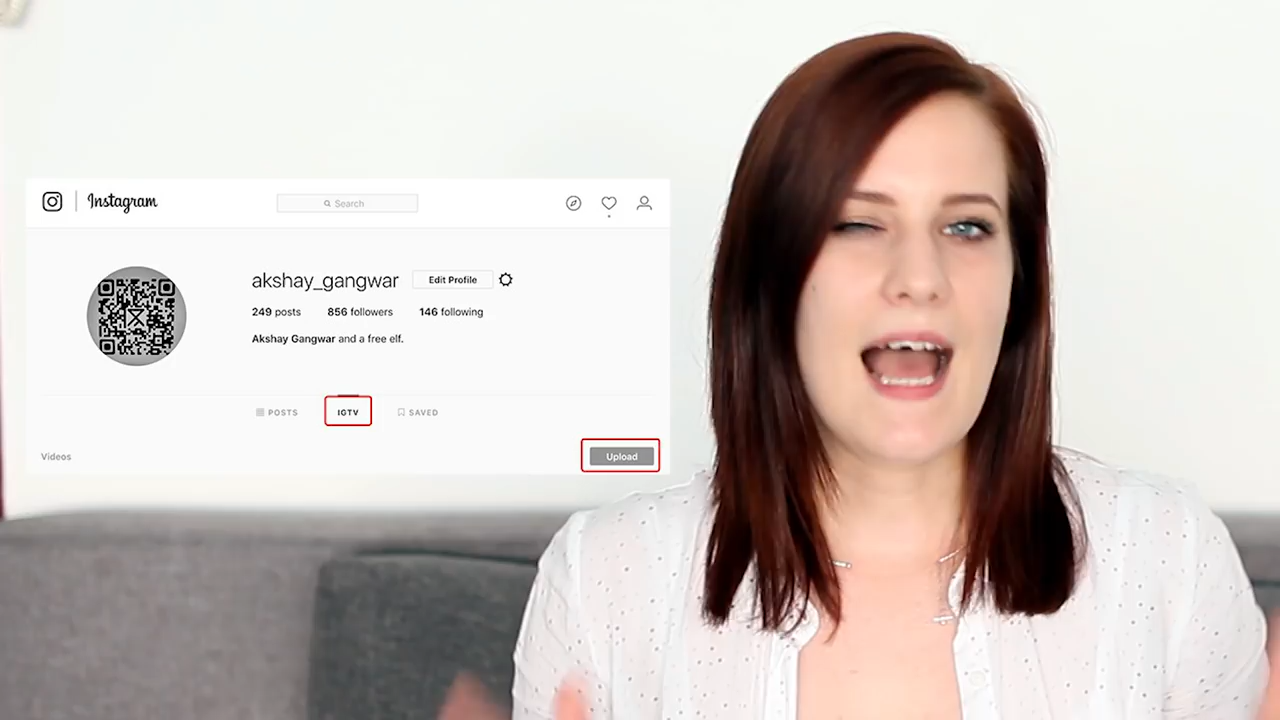 Instagram
Search
akshay_gangwar Edit Profile
249 posts 856 followers 146 following
Akshay Gangwar and a free elf.
POSTS IGTV SAVED
Videos Upload